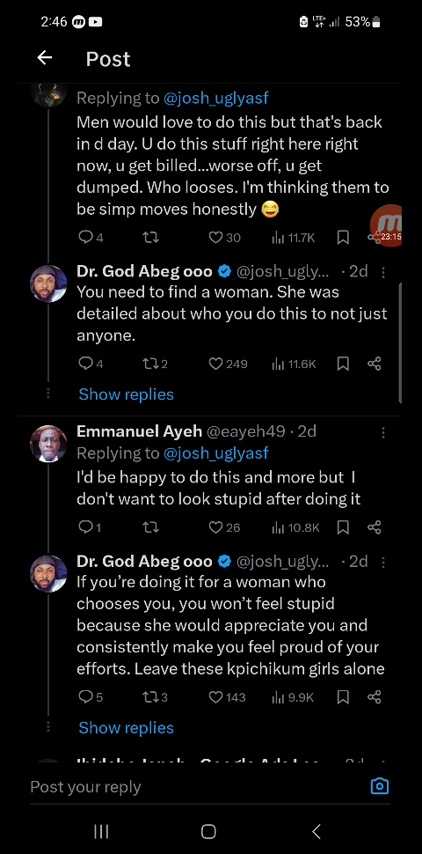 2:46
LTE+
53%
Post
Replying to @josh_uglyasf
Men would love to do this but that's back
in d day. U do this stuff right here right
now, u get billed...worse off, u get
dumped. Who looses. I'm thinking them to
be simp moves honestly 😅
4 30 11.7K
23:15
Dr. God Abeg ooo @josh_ugly... · 2d
You need to find a woman. She was
detailed about who you do this to not just
anyone.
4 2 249 11.6K
Show replies
Emmanuel Ayeh @eayeh49 · 2d
Replying to @josh_uglyasf
I'd be happy to do this and more but I
don't want to look stupid after doing it
1 26 10.8K
Dr. God Abeg ooo @josh_ugly... · 2d
If you're doing it for a woman who
chooses you, you won't feel stupid
because she would appreciate you and
consistently make you feel proud of your
efforts. Leave these kpichikum girls alone
5 3 143 9.9K
Show replies
Post your reply